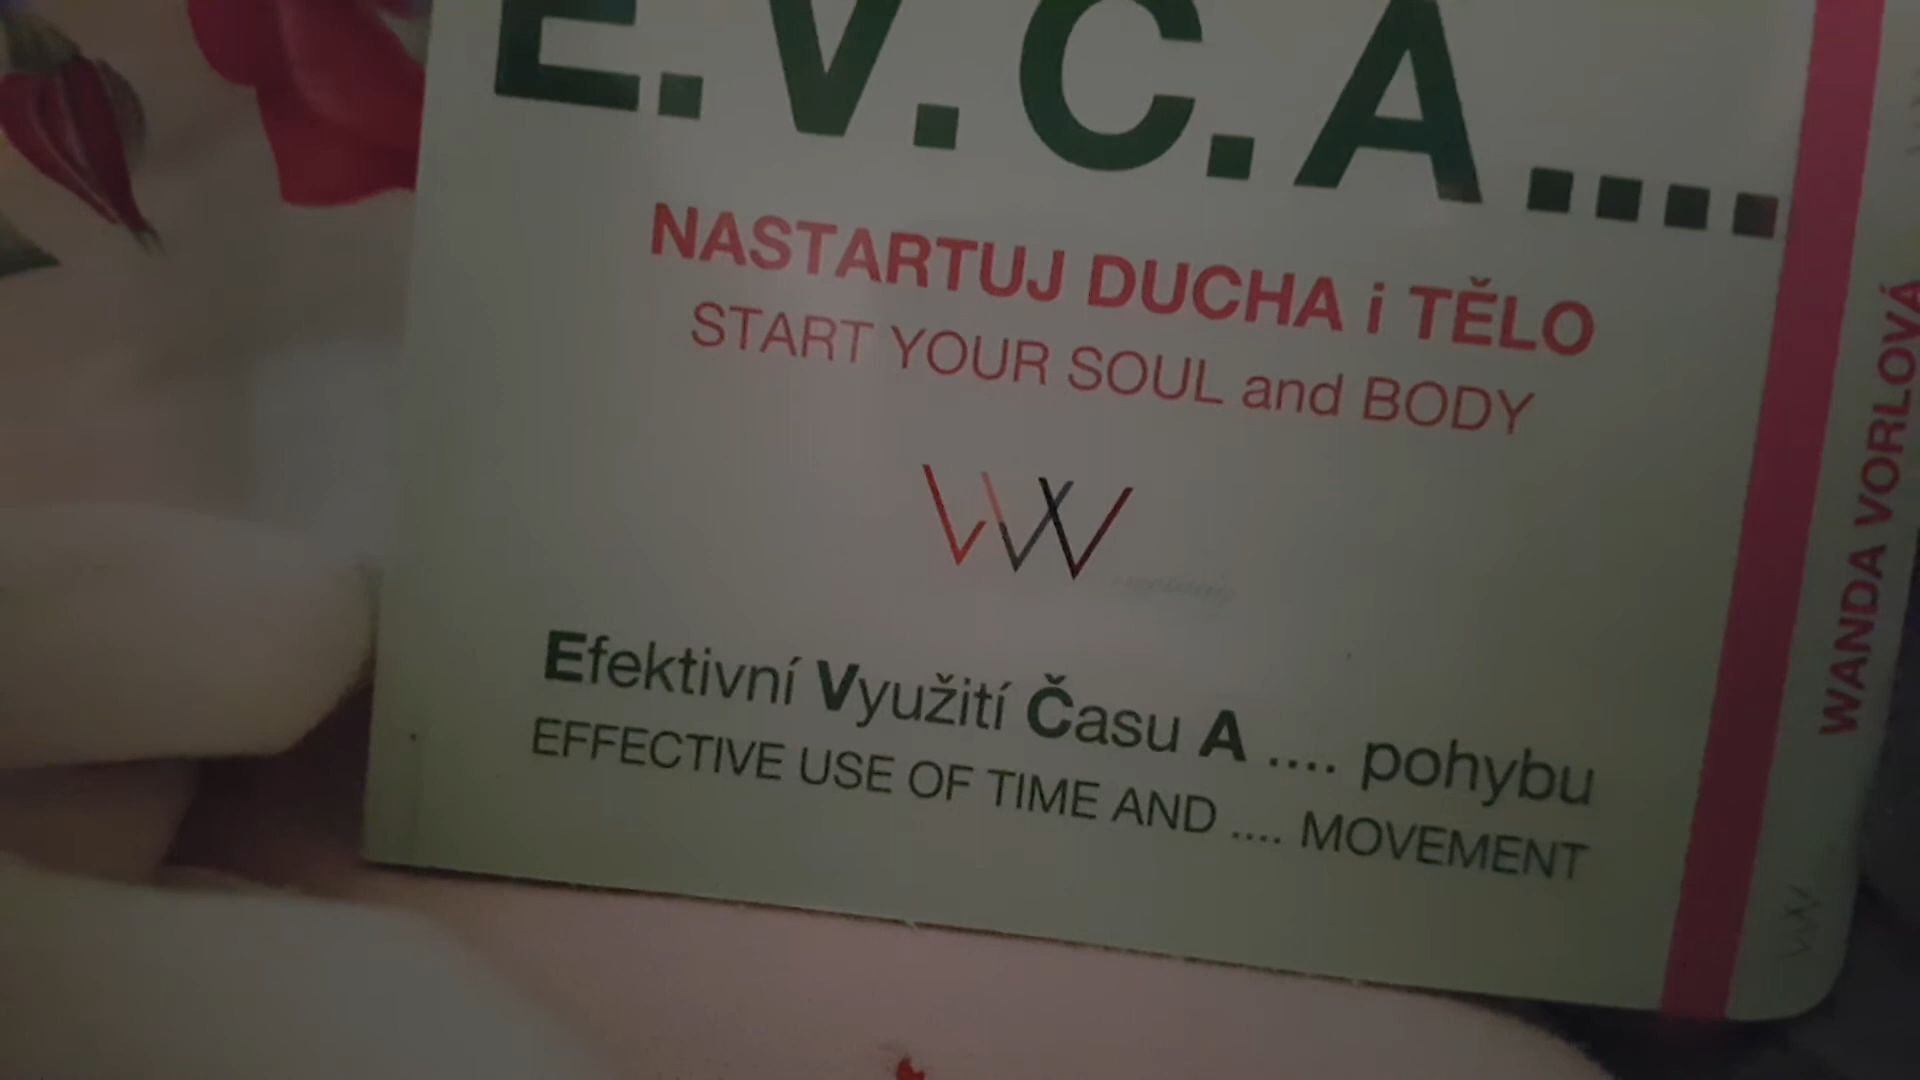 E.V.C.A....
NASTARTUJ DUCHA i TĚLO
START YOUR SOUL and BODY
Efektivní Využití Času A .... pohybu
EFFECTIVE USE OF TIME AND .... MOVEMENT
WANDA VORLOVÁ